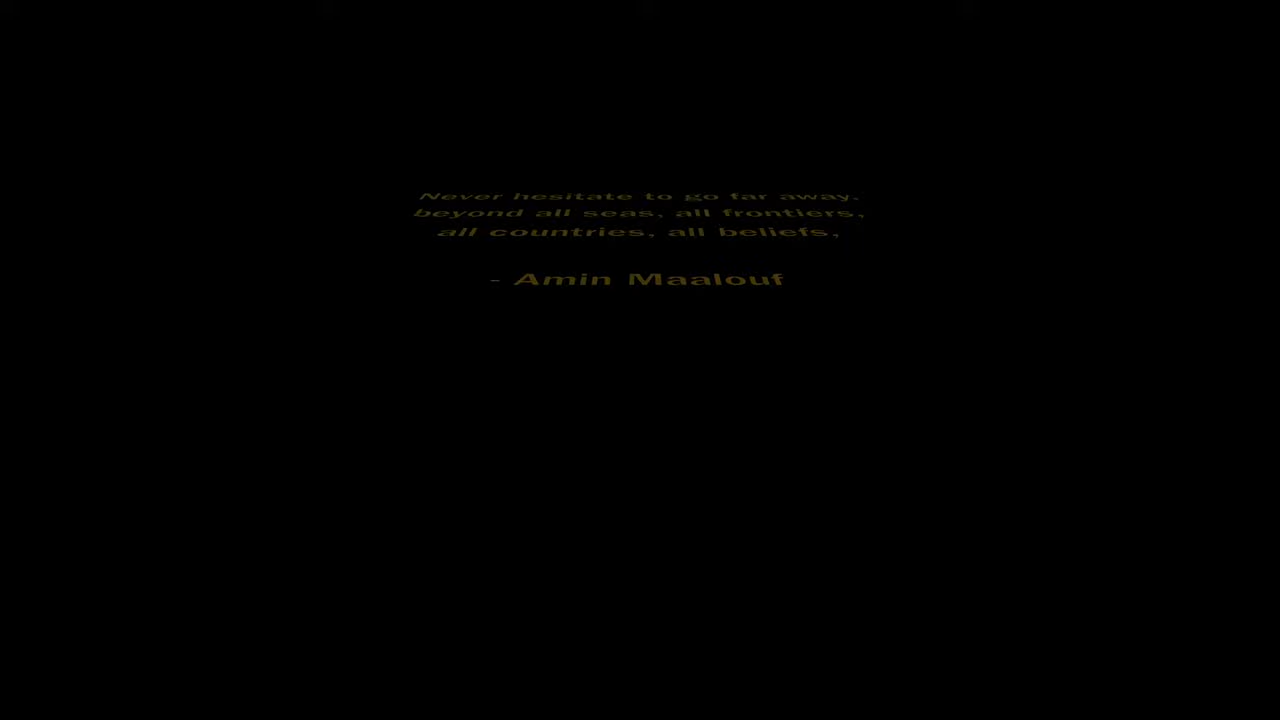 Never hesitate to go far away,
beyond all seas, all frontiers,
all countries, all beliefs,
- Amin Maalouf